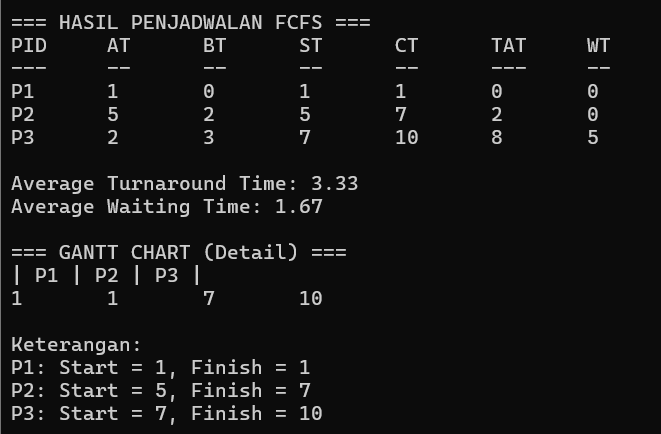 === HASIL PENJADWALAN FCFS ===
PID     AT      BT      ST      CT      TAT     WT
---     --      --      --      --      ---     --
P1      1       0       1       1       0       0
P2      5       2       5       7       2       0
P3      2       3       7       10      8       5

Average Turnaround Time: 3.33
Average Waiting Time: 1.67

=== GANTT CHART (Detail) ===
| P1 | P2 | P3 |
1       1       7       10

Keterangan:
P1: Start = 1, Finish = 1
P2: Start = 5, Finish = 7
P3: Start = 7, Finish = 10